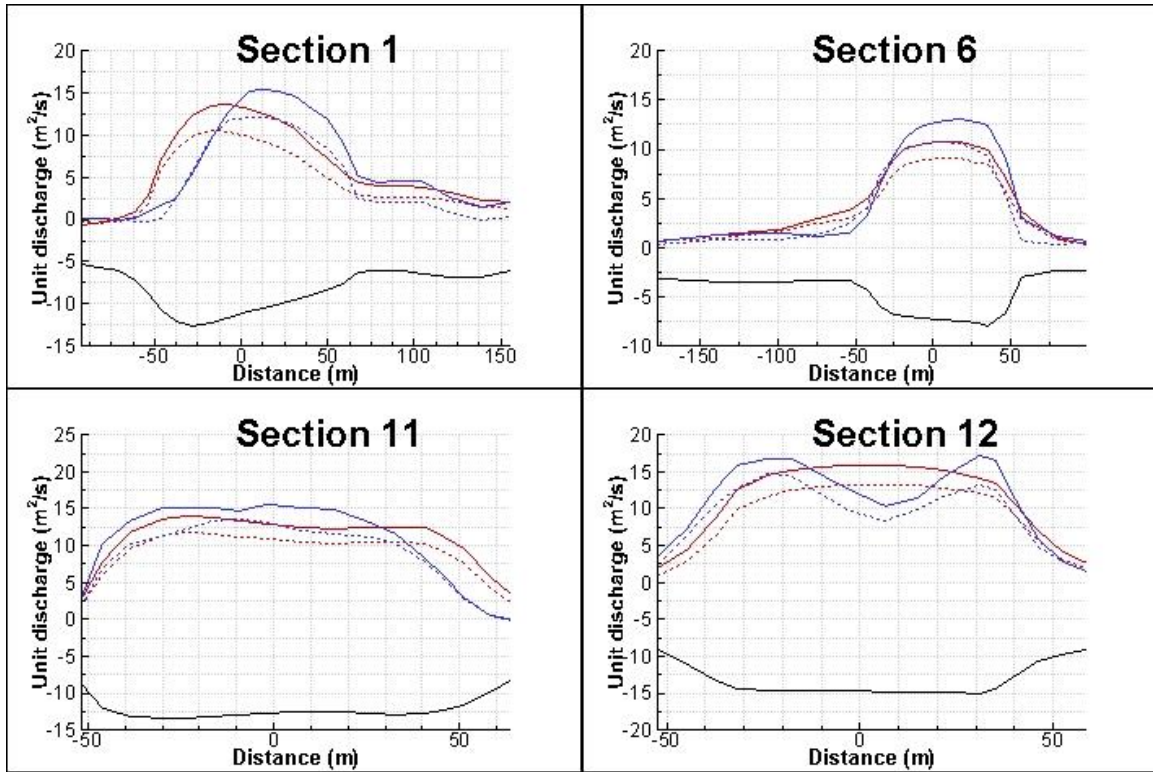 Section 1
Unit discharge (m²/s)
20
15
10
5
0
-5
-10
-15
-50 0 50 100 150
Distance (m)
Section 6
Unit discharge (m²/s)
20
15
10
5
0
-5
-10
-150 -100 -50 0 50
Distance (m)
Section 11
Unit discharge (m²/s)
25
20
15
10
5
0
-5
-10
-15
-50 0 50
Distance (m)
Section 12
Unit discharge (m²/s)
20
15
10
5
0
-5
-10
-15
-20
-50 0 50
Distance (m)